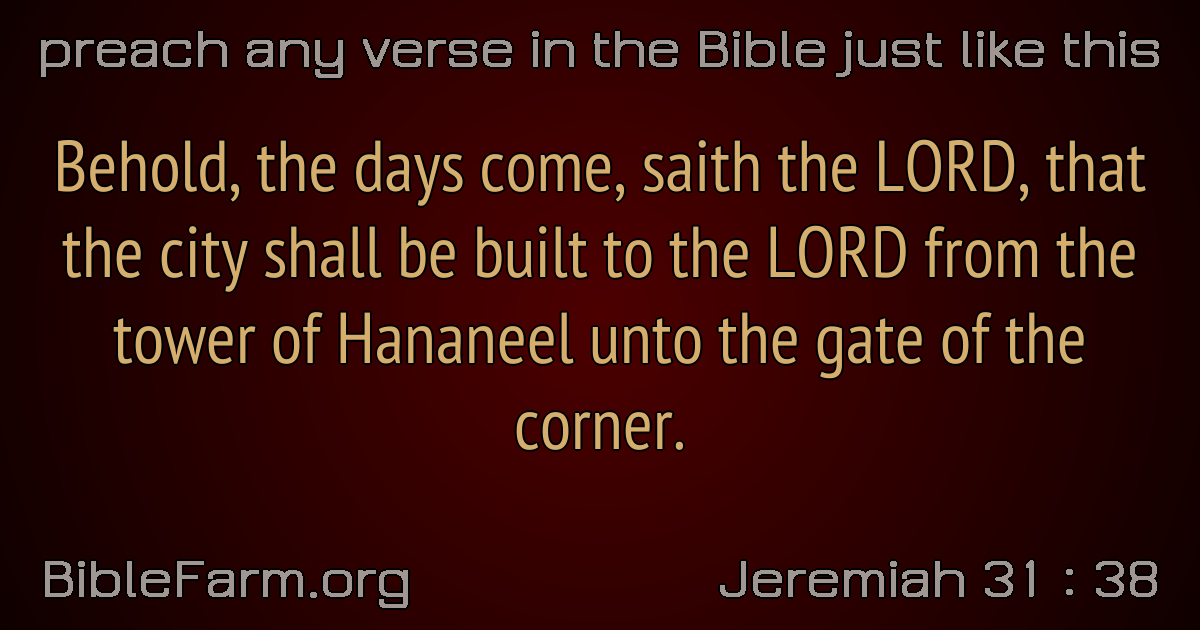 preach any verse in the Bible just like this
Behold, the days come, saith the LORD, that
the city shall be built to the LORD from the
tower of Hananeel unto the gate of the
corner.
BibleFarm.org
Jeremiah 31 : 38